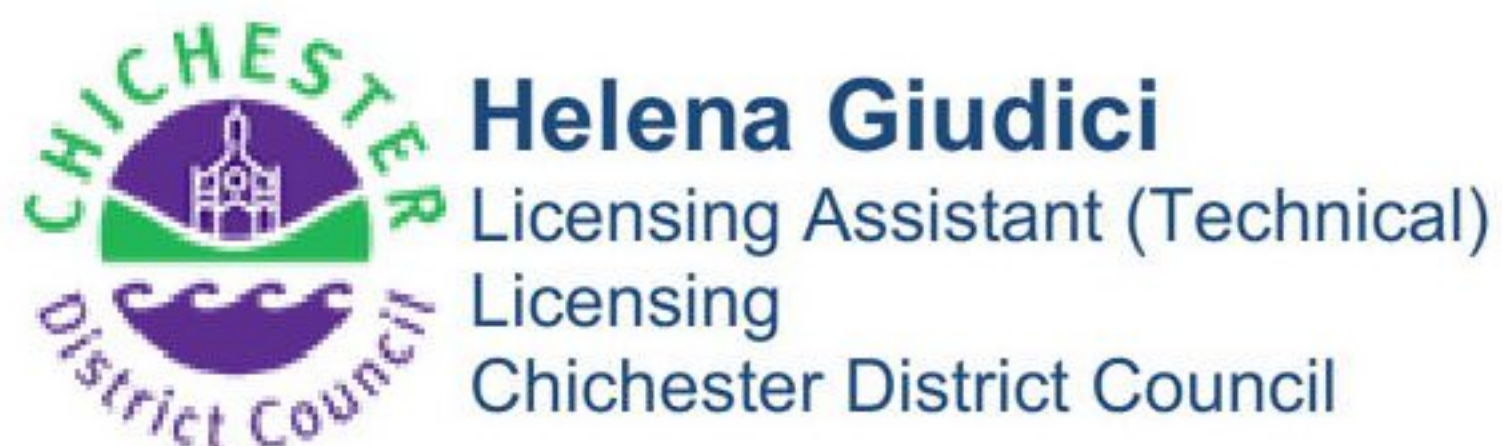 CHICHESTER
District Council
Helena Giudici
Licensing Assistant (Technical)
Licensing
Chichester District Council